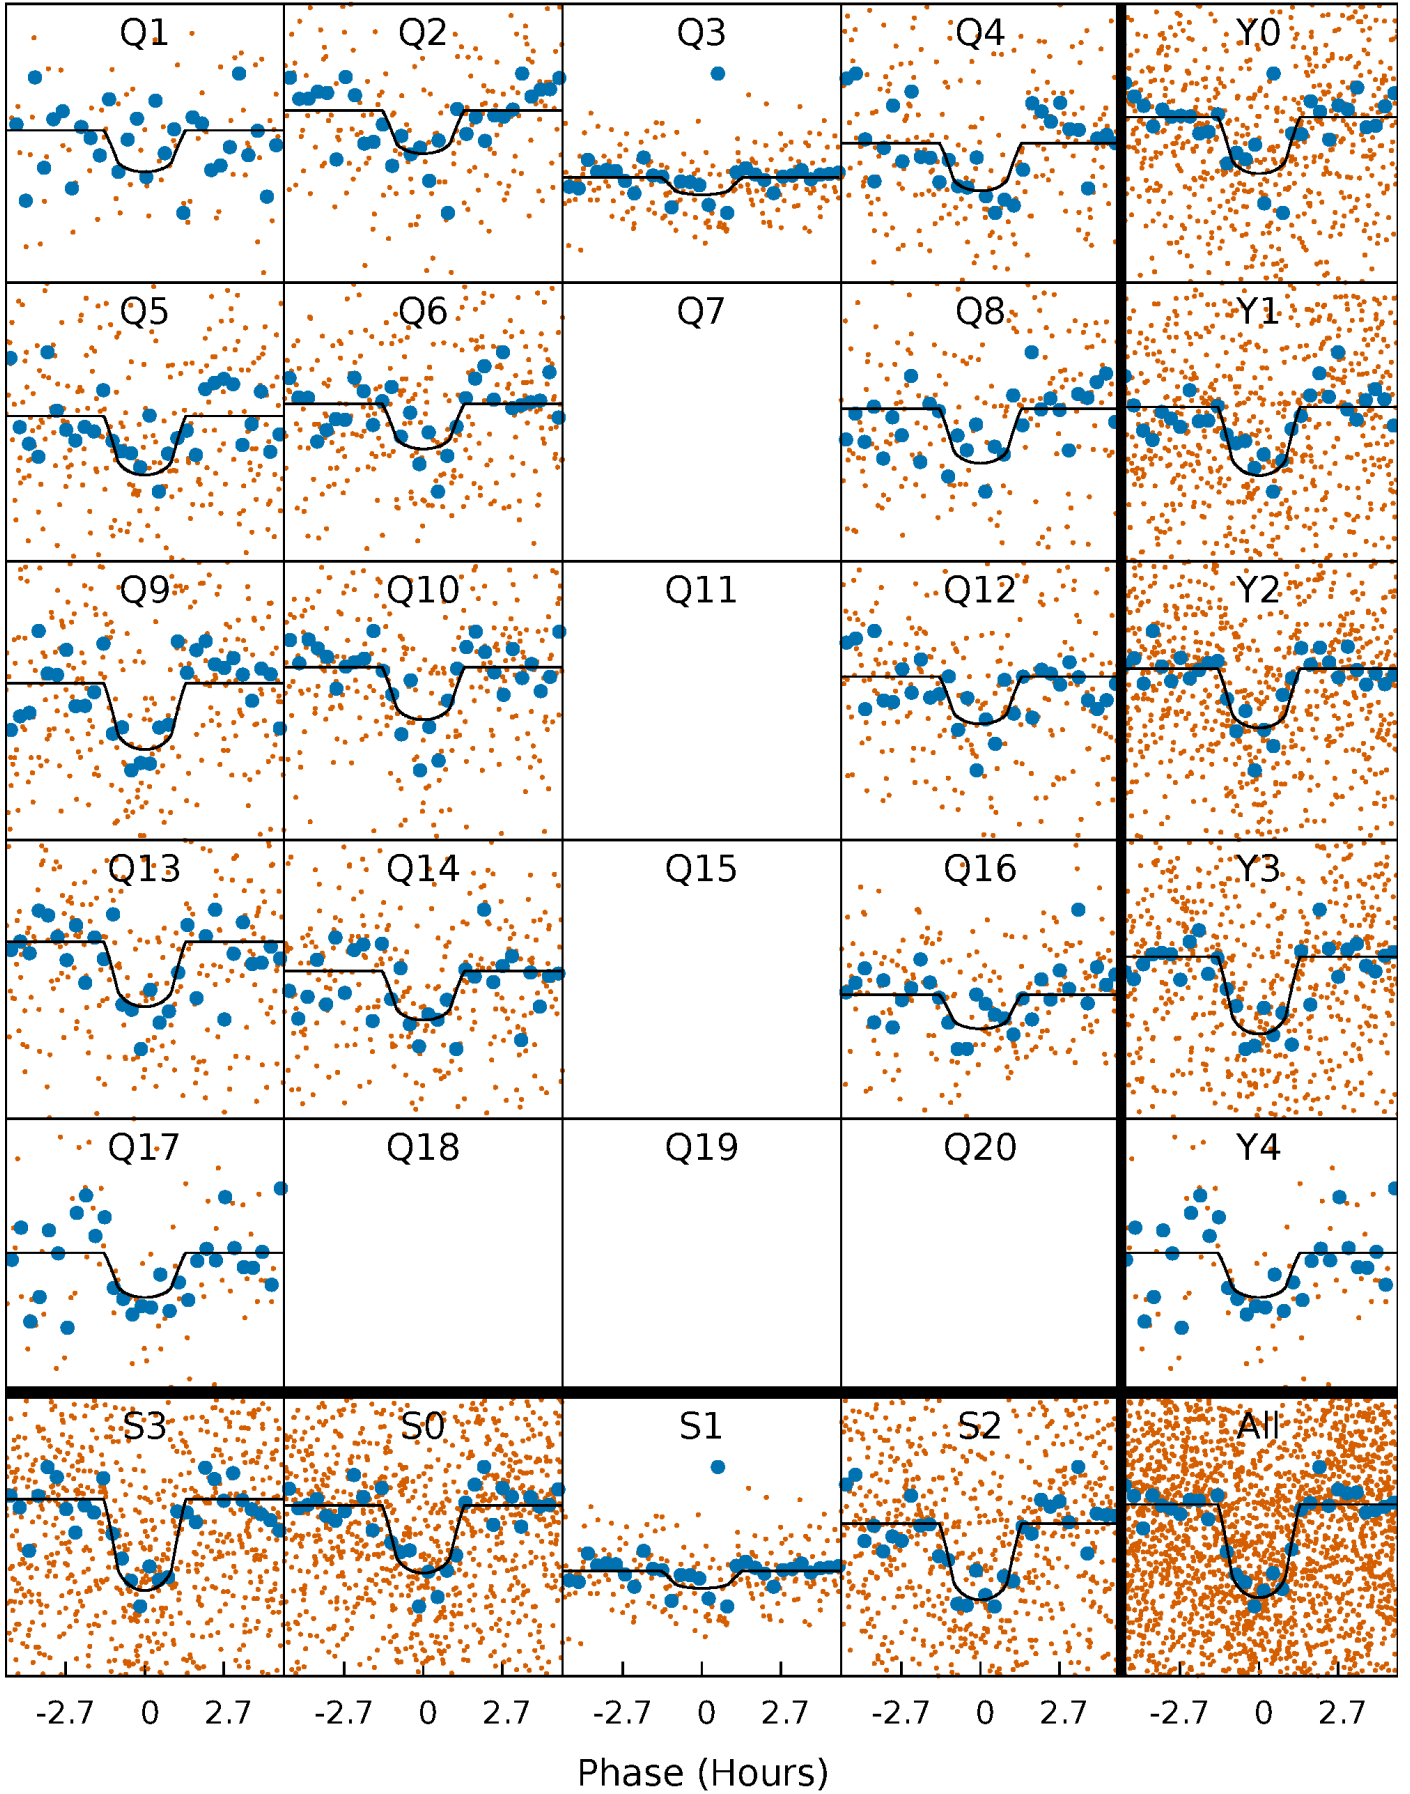 Q1 Q2 Q3 Q4 Y0
Q5 Q6 Q7 Q8 Y1
Q9 Q10 Q11 Q12 Y2
Q13 Q14 Q15 Q16 Y3
Q17 Q18 Q19 Q20 Y4
S3 S0 S1 S2 All
-2.7 0 2.7 -2.7 0 2.7 -2.7 0 2.7 -2.7 0 2.7 -2.7 0 2.7
Phase (Hours)